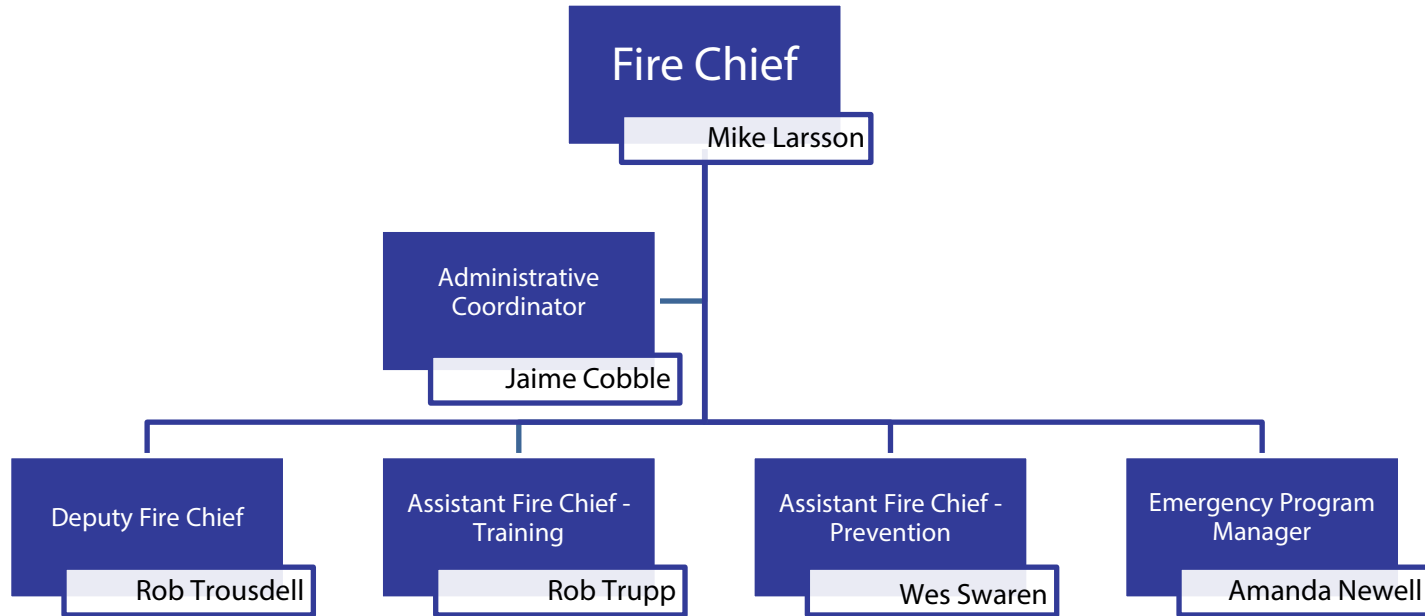 Fire Chief
Mike Larsson
Administrative
Coordinator
Jaime Cobble
Deputy Fire Chief
Rob Trousdell
Assistant Fire Chief -
Training
Rob Trupp
Assistant Fire Chief -
Prevention
Wes Swaren
Emergency Program
Manager
Amanda Newell